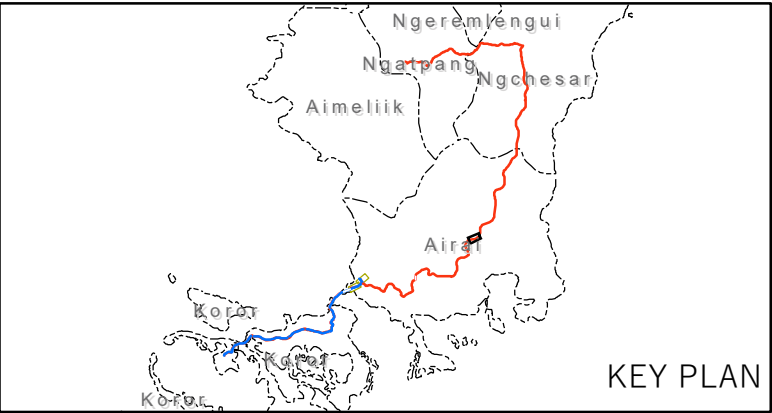 Ngeremlengui
Ngatpang
Ngchesar
Aimeliik
Airai
Koror
Koror
KEY PLAN
Koror